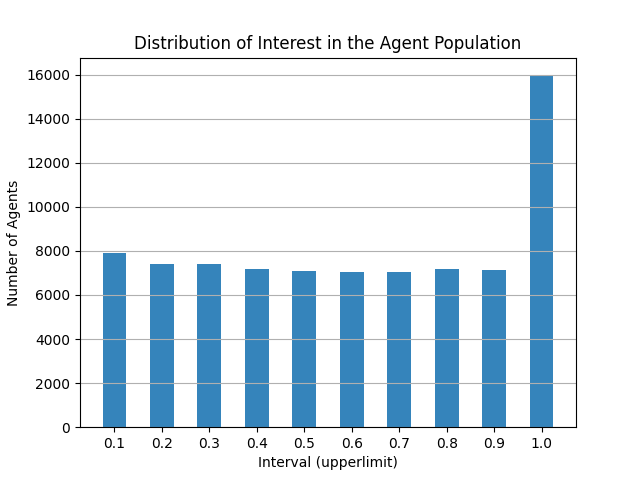 Distribution of Interest in the Agent Population
16000
14000
12000
10000
8000
6000
4000
2000
0
Number of Agents
0.1 0.2 0.3 0.4 0.5 0.6 0.7 0.8 0.9 1.0
Interval (upperlimit)